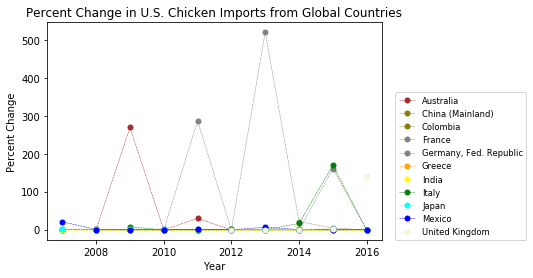 Percent Change in U.S. Chicken Imports from Global Countries
500
400
300
200
100
0
Percent Change
2008
2010
2012
2014
2016
Year
Australia
China (Mainland)
Colombia
France
Germany, Fed. Republic
Greece
India
Italy
Japan
Mexico
United Kingdom